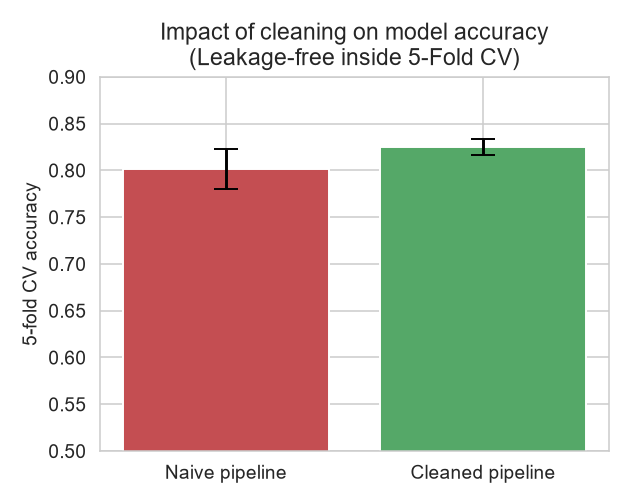 Impact of cleaning on model accuracy
(Leakage-free inside 5-Fold CV)
5-fold CV accuracy
0.90
0.85
0.80
0.75
0.70
0.65
0.60
0.55
0.50
Naive pipeline
Cleaned pipeline